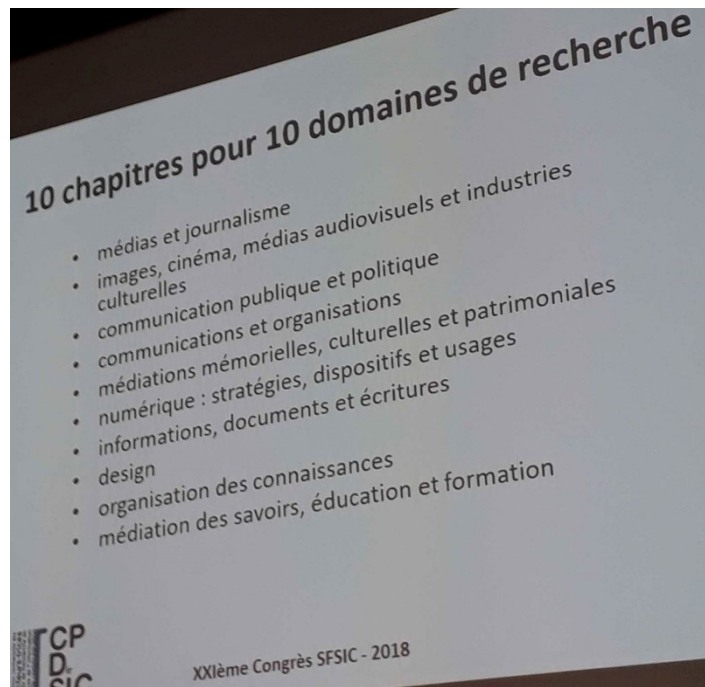 10 chapitres pour 10 domaines de recherche
• médias et journalisme
• images, cinéma, médias audiovisuels et industries
culturelles
• communication publique et politique
• communications et organisations
• médiations mémorielles, culturelles et patrimoniales
• numérique : stratégies, dispositifs et usages
• informations, documents et écritures
• design
• organisation des connaissances
• médiation des savoirs, éducation et formation
CP
De
SIC
XXIème Congrès SFSIC - 2018